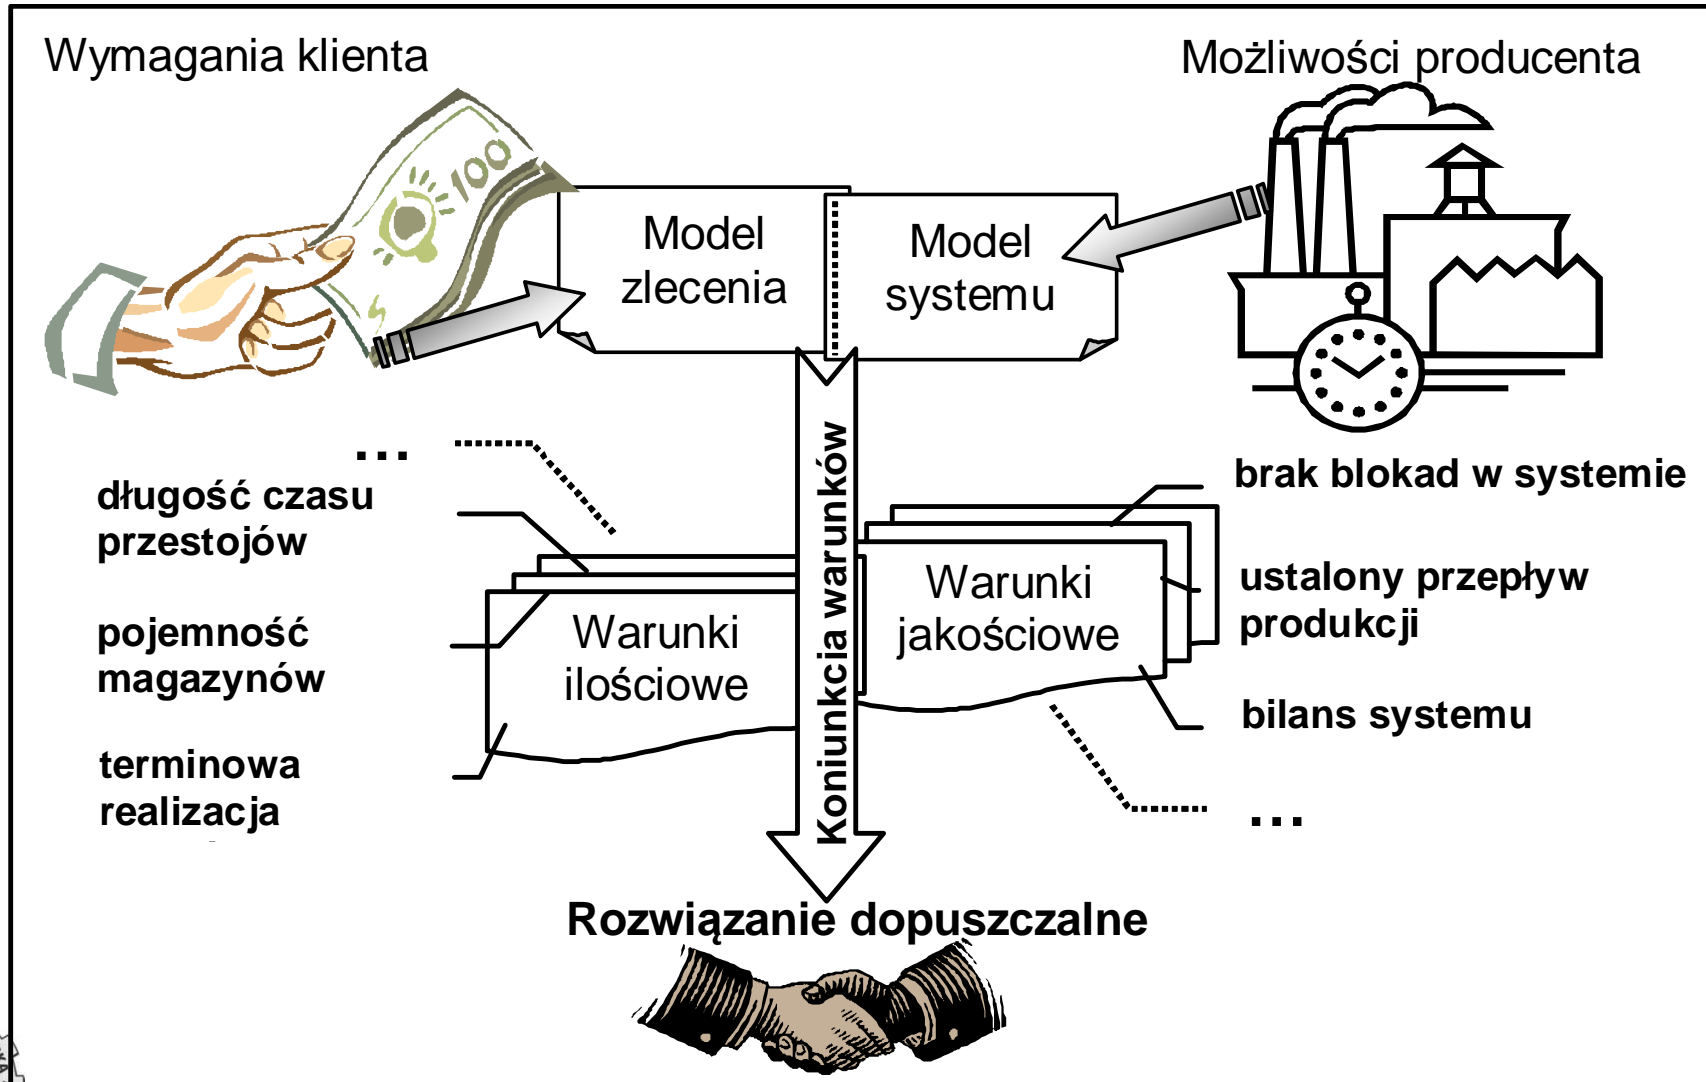 Wymagania klienta
Możliwości producenta
100
Model
zlecenia
Model
systemu
...
długość czasu
przestojów
pojemność
magazynów
terminowa
realizacja
Warunki
ilościowe
Koniunkcja warunków
Warunki
jakościowe
brak blokad w systemie
ustalony przepływ
produkcji
bilans systemu
...
Rozwiązanie dopuszczalne